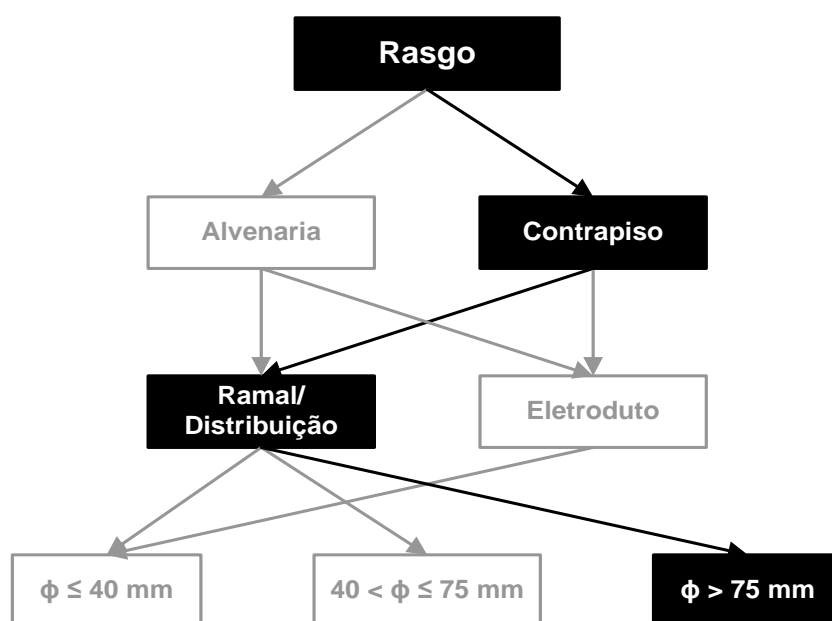 Rasgo
Alvenaria
Contrapiso
Ramal/
Distribuição
Eletroduto
ϕ ≤ 40 mm
40 < ϕ ≤ 75 mm
ϕ > 75 mm